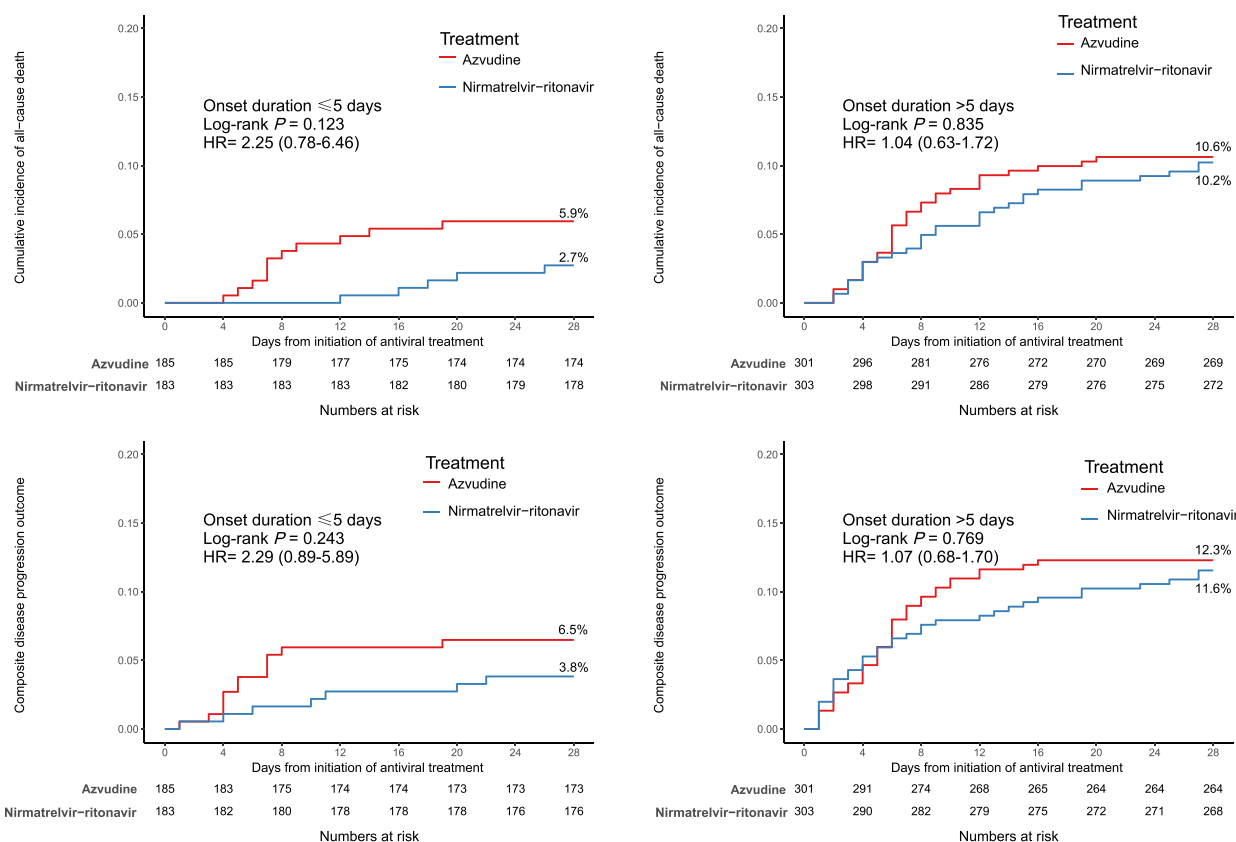 Treatment
Azvudine
Nirmatrelvir−ritonavir
Onset duration ⩽5 days
Log-rank P = 0.123
HR= 2.25 (0.78-6.46)
Cumulative incidence of all−cause death
0.20
0.15
0.10
0.05
0.00
5.9%
2.7%
0 4 8 12 16 20 24 28
Days from initiation of antiviral treatment
Azvudine 185 185 179 177 175 174 174 174
Nirmatrelvir−ritonavir 183 183 183 183 182 180 179 178
Numbers at risk
Treatment
Azvudine
Nirmatrelvir−ritonavir
Onset duration >5 days
Log-rank P = 0.835
HR= 1.04 (0.63-1.72)
Cumulative incidence of all−cause death
0.20
0.15
0.10
0.05
0.00
10.6%
10.2%
0 4 8 12 16 20 24 28
Days from initiation of antiviral treatment
Azvudine 301 296 281 276 272 270 269 269
Nirmatrelvir−ritonavir 303 298 291 286 279 276 275 272
Numbers at risk
Treatment
Azvudine
Nirmatrelvir−ritonavir
Onset duration ⩽5 days
Log-rank P = 0.243
HR= 2.29 (0.89-5.89)
Composite disease progression outcome
0.20
0.15
0.10
0.05
0.00
6.5%
3.8%
0 4 8 12 16 20 24 28
Days from initiation of antiviral treatment
Azvudine 185 183 175 174 174 173 173 173
Nirmatrelvir−ritonavir 183 182 180 178 178 178 176 176
Numbers at risk
Treatment
Azvudine
Nirmatrelvir−ritonavir
Onset duration >5 days
Log-rank P = 0.769
HR= 1.07 (0.68-1.70)
Composite disease progression outcome
0.20
0.15
0.10
0.05
0.00
12.3%
11.6%
0 4 8 12 16 20 24 28
Days from initiation of antiviral treatment
Azvudine 301 291 274 268 265 264 264 264
Nirmatrelvir−ritonavir 303 290 282 279 275 272 271 268
Numbers at risk